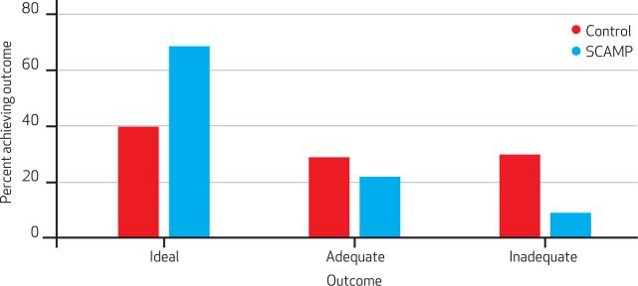 Percent achieving outcome
80
60
40
20
0
Control
SCAMP
Ideal
Adequate
Inadequate
Outcome